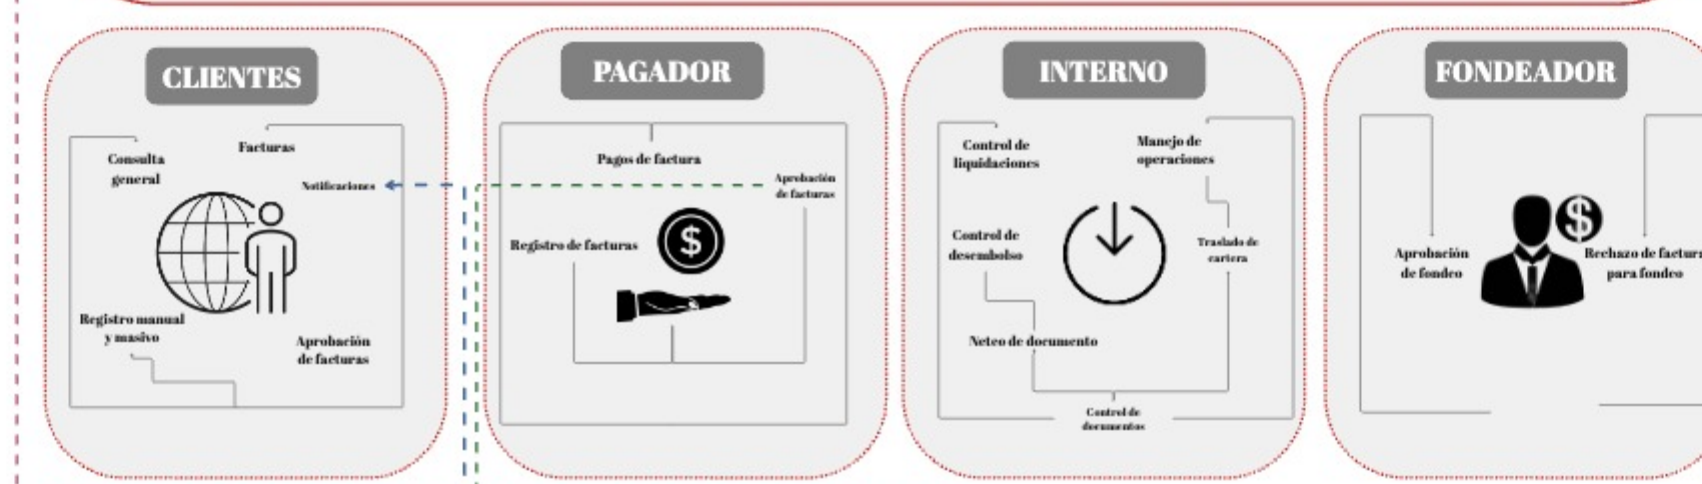 CLIENTES
Consulta
general
Facturas
Notificaciones
Registro manual
y masivo
Aprobación
de facturas
PAGADOR
Pagos de factura
Aprobación
de facturas
Registro de facturas
$
INTERNO
Control de
liquidaciones
Manejo de
operaciones
Control de
desembolso
Traslado de
cartera
Neteo de documento
Control de
documentos
FONDEADOR
$
Aprobación
de fondeo
Rechazo de factura
para fondeo